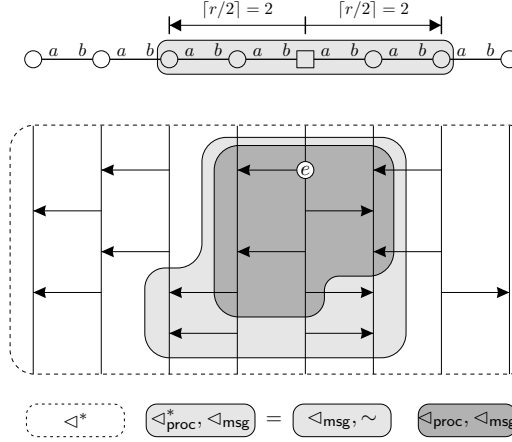 ⌈r/2⌉ = 2 ⌈r/2⌉ = 2
a b a b a b a b a b a b a b
e
◁* ◁*proc, ◁msg = ◁msg, ∼ ◁proc, ◁msg